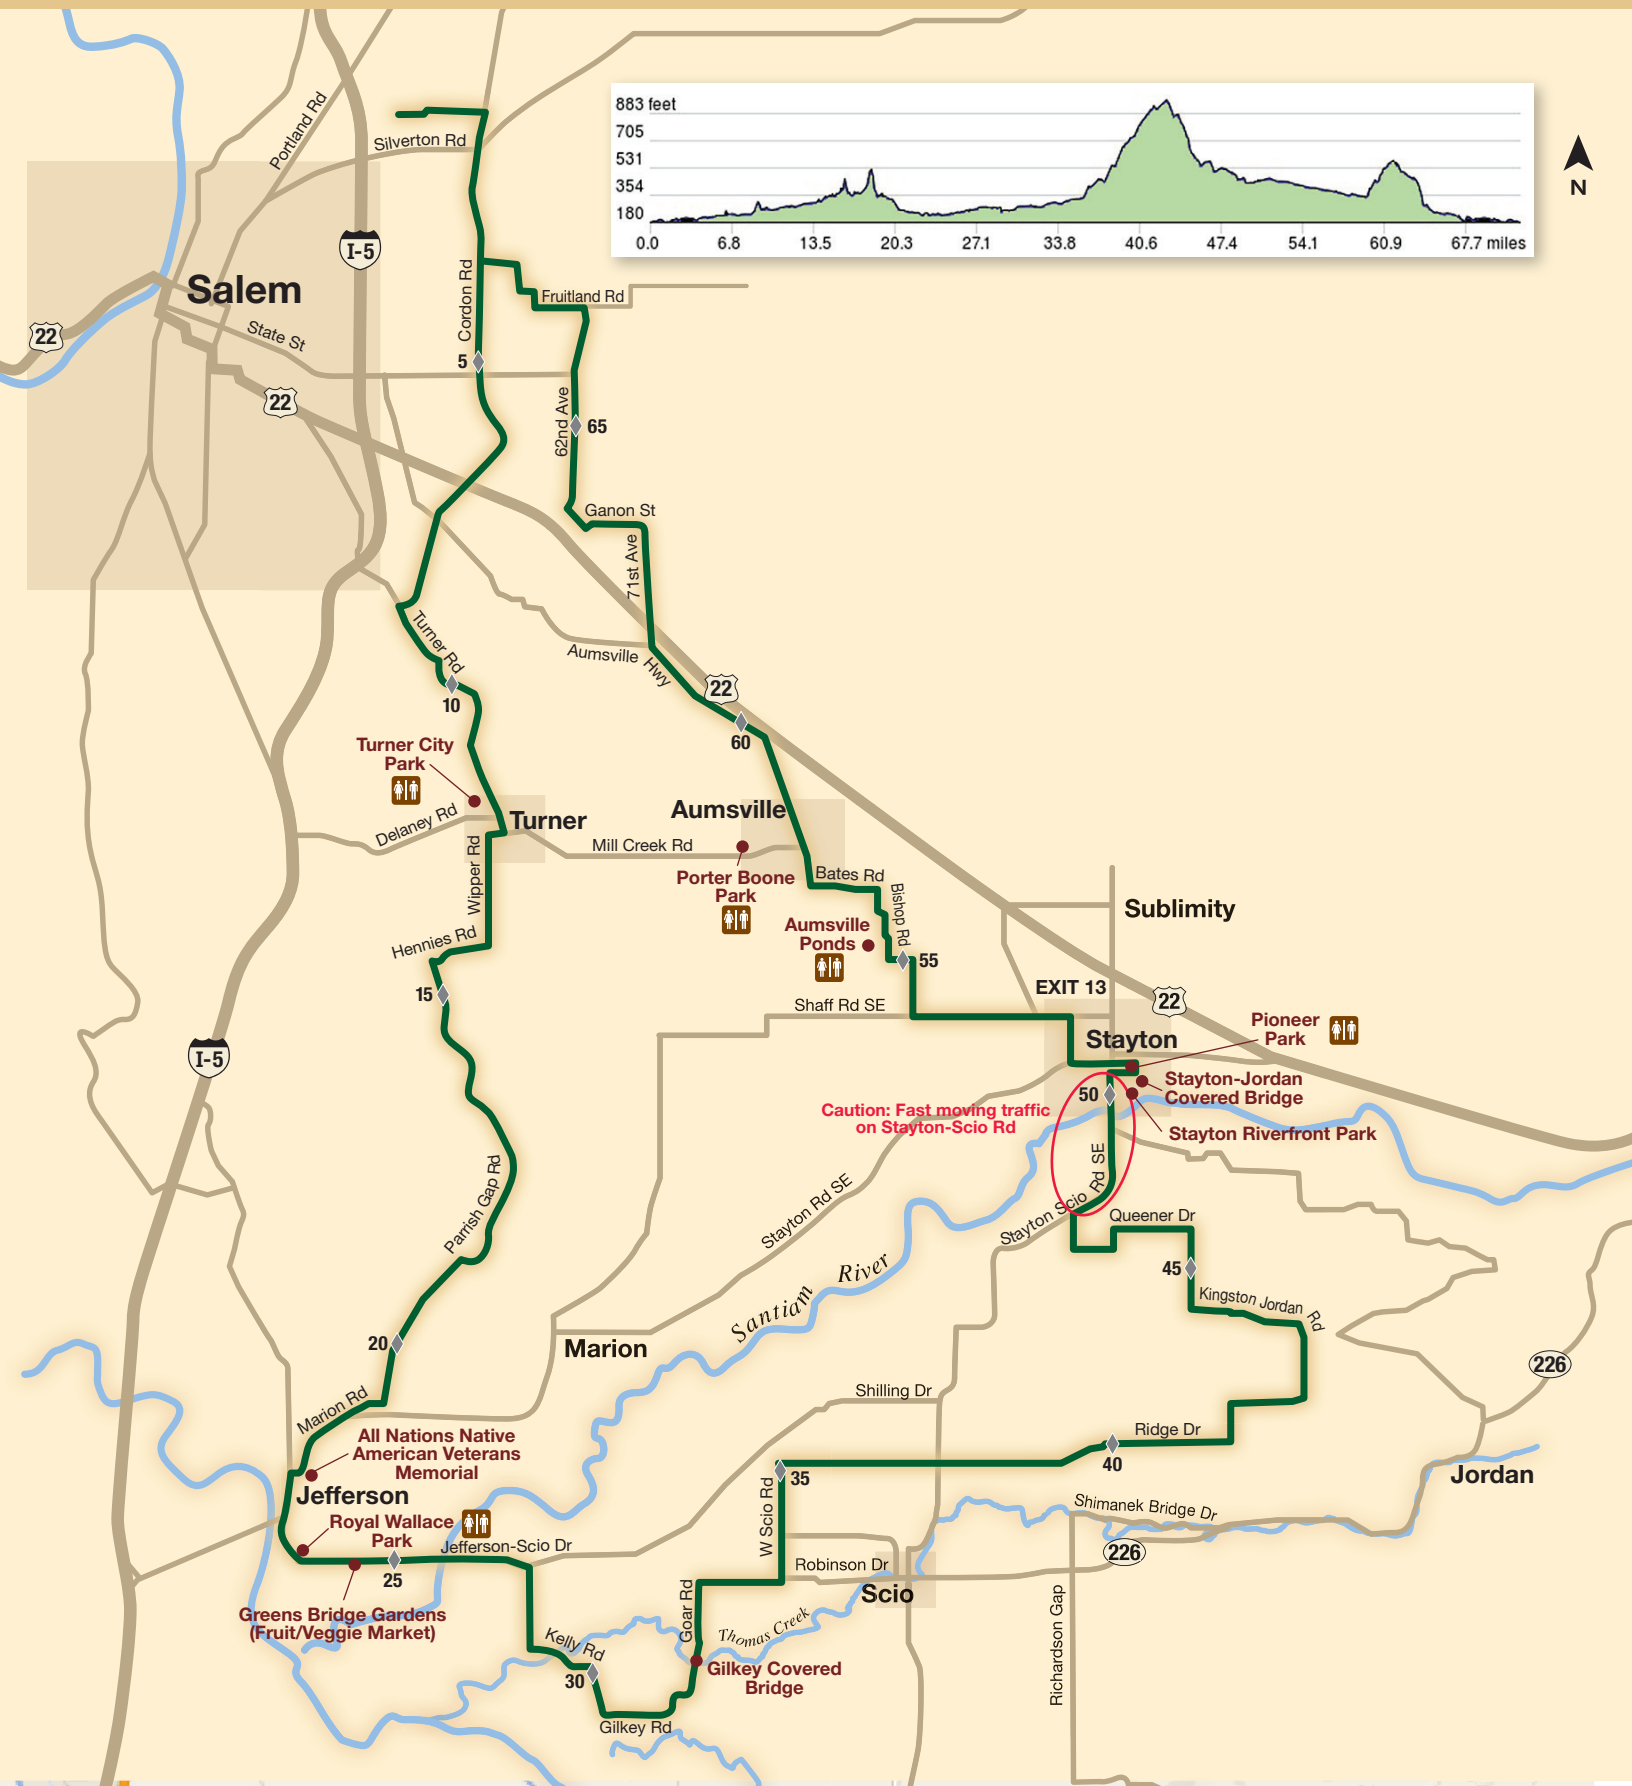 883 feet
705
531
354
180
0.0 6.8 13.5 20.3 27.1 33.8 40.6 47.4 54.1 60.9 67.7 miles
N
Portland Rd
Silverton Rd
I-5
Salem
22
State St
22
Cordon Rd
5
Fruitland Rd
62nd Ave
65
Ganon St
71st Ave
Turner Rd
Aumsville Hwy
22
10
60
Turner City
Park
Delaney Rd
Turner
Aumsville
Mill Creek Rd
Wipper Rd
Porter Boone
Park
Bates Rd
Bishop Rd
Hennies Rd
Aumsville
Ponds
55
Sublimity
15
EXIT 13
22
Shaff Rd SE
Stayton
Pioneer
Park
I-5
Stayton-Jordan
Covered Bridge
50
Caution: Fast moving traffic
on Stayton-Scio Rd
Stayton Riverfront Park
Parrish Gap Rd
Stayton Rd SE
Stayton Scio Rd SE
Queener Dr
Santiam River
45
Kingston Jordan Rd
20
Marion
226
Marion Rd
Shilling Dr
All Nations Native
American Veterans
Memorial
Ridge Dr
40
35
Jordan
Jefferson
Royal Wallace
Park
W Scio Rd
Shimanek Bridge Dr
Jefferson-Scio Dr
226
25
Robinson Dr
Scio
Greens Bridge Gardens
(Fruit/Veggie Market)
Goar Rd
Thomas Creek
Kelly Rd
30
Gilkey Covered
Bridge
Richardson Gap
Gilkey Rd